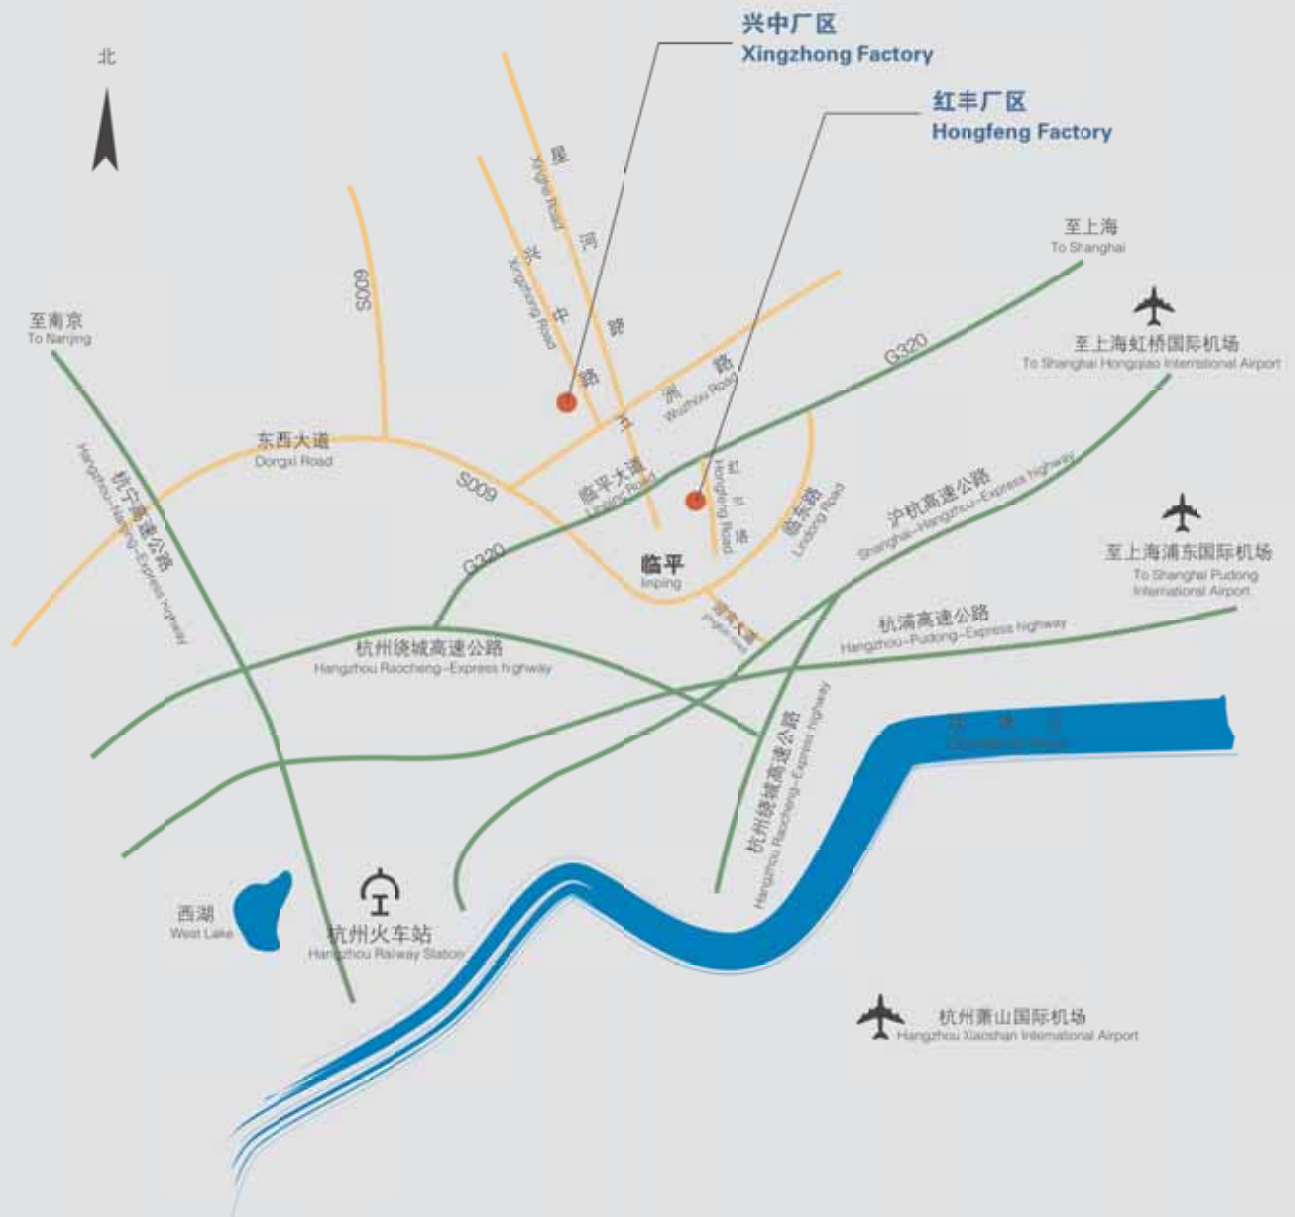 兴中厂区
Xingzhong Factory
北
红丰厂区
Hongfeng Factory
Xinghe Road
兴中路
Xingzhong Road
至上海
To Shanghai
S009
至南京
To Nanjing
至上海虹桥国际机场
To Shanghai Hongqiao International Airport
G320
洲路
Wuzhou Road
东西大道
Dongxi Road
S009
临平大道
Linping Road
Hongfeng Road
临东路
Lindong Road
沪杭高速公路
Shanghai-Hangzhou-Express highway
杭宁高速公路
Hangzhou-Nanjing-Express highway
至上海浦东国际机场
To Shanghai Pudong
International Airport
G320
临平
linping
杭浦高速公路
Hangzhou-Pudong-Express highway
杭州绕城高速公路
Hangzhou Raocheng-Express highway
杭州绕城高速公路
Hangzhou Raocheng-Express highway
西湖
West Lake
杭州火车站
Hangzhou Raiway Station
杭州萧山国际机场
Hangzhou Xiaoshan International Airport